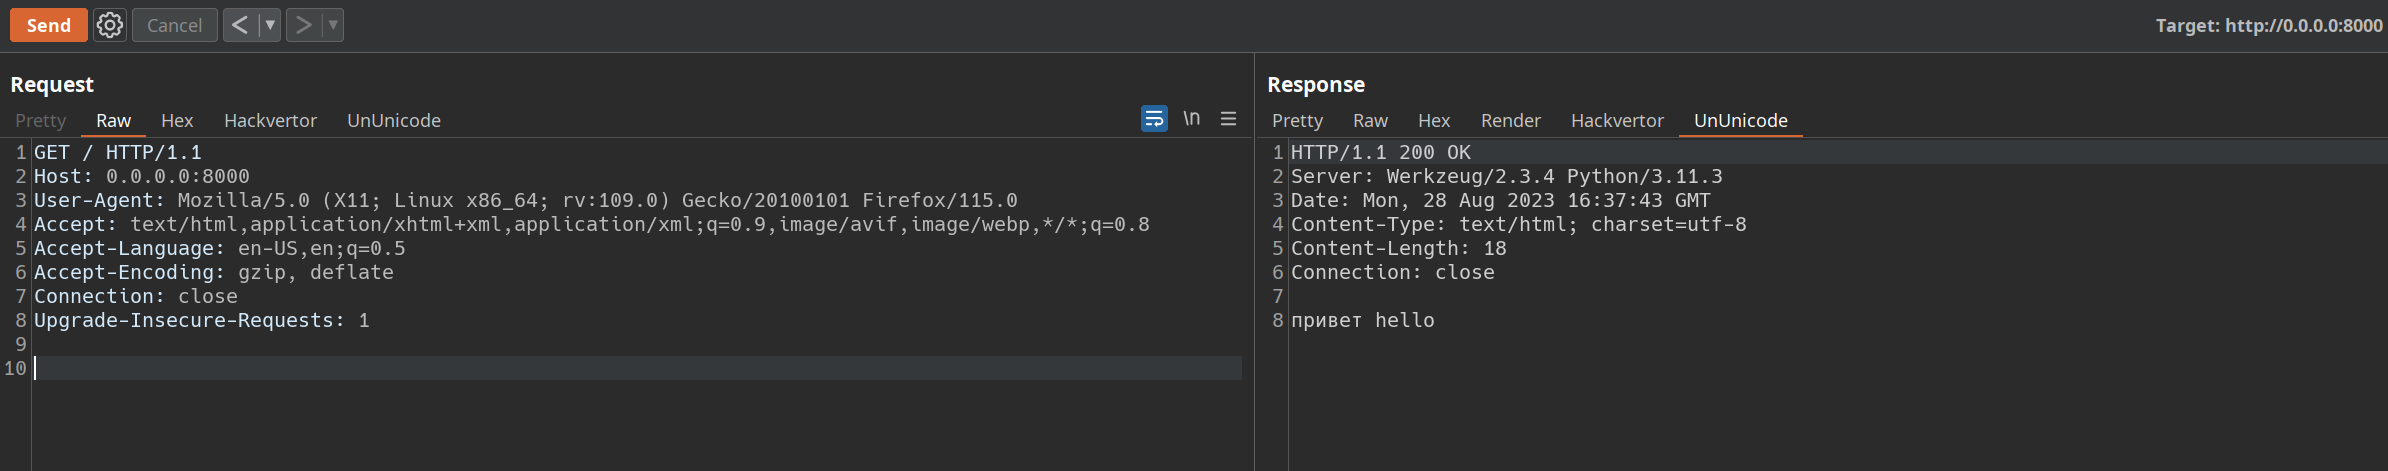 Send Cancel < > Target: http://0.0.0.0:8000
Request
Pretty Raw Hex Hackvertor UnUnicode \n
1 GET / HTTP/1.1
2 Host: 0.0.0.0:8000
3 User-Agent: Mozilla/5.0 (X11; Linux x86_64; rv:109.0) Gecko/20100101 Firefox/115.0
4 Accept: text/html,application/xhtml+xml,application/xml;q=0.9,image/avif,image/webp,*/*;q=0.8
5 Accept-Language: en-US,en;q=0.5
6 Accept-Encoding: gzip, deflate
7 Connection: close
8 Upgrade-Insecure-Requests: 1
9
10
Response
Pretty Raw Hex Render Hackvertor UnUnicode
1 HTTP/1.1 200 OK
2 Server: Werkzeug/2.3.4 Python/3.11.3
3 Date: Mon, 28 Aug 2023 16:37:43 GMT
4 Content-Type: text/html; charset=utf-8
5 Content-Length: 18
6 Connection: close
7
8 привет hello